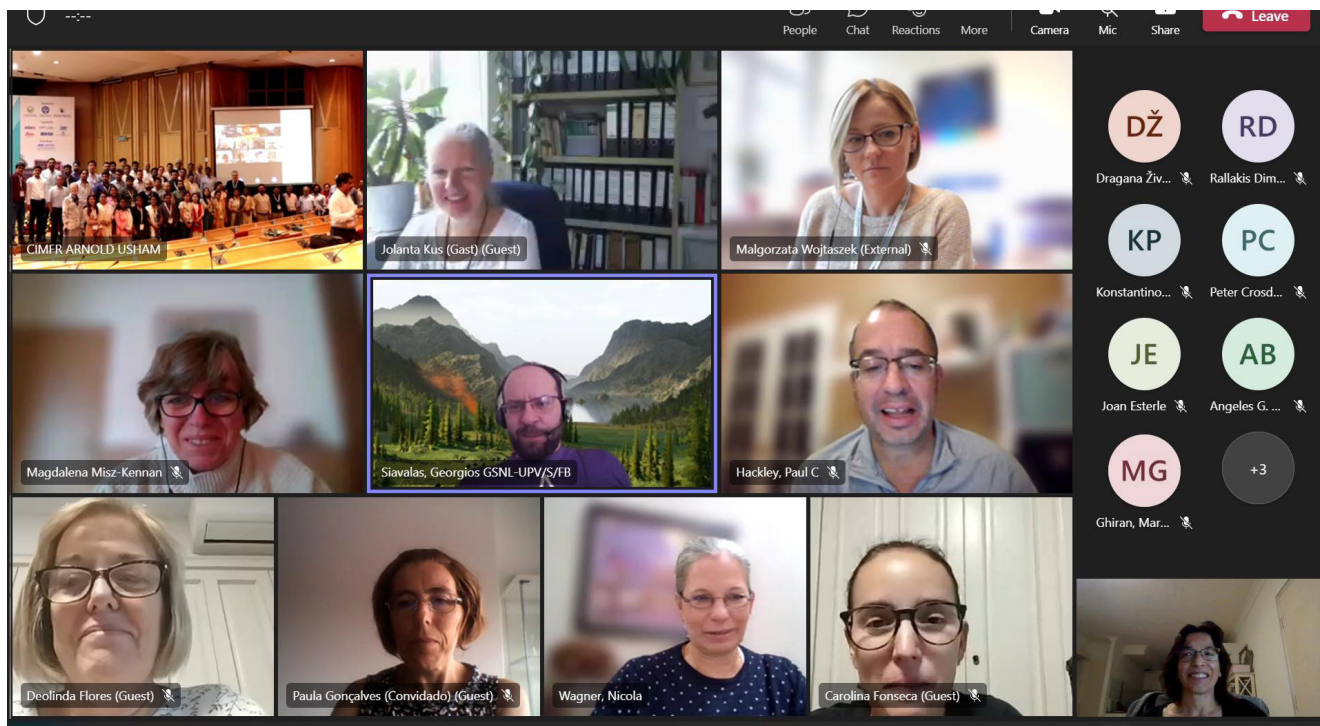 --:--
People Chat Reactions More Camera Mic Share Leave
CIMFR ARNOLD USHAM
Jolanta Kus (Gast) (Guest)
Malgorzata Wojtaszek (External)
DŽ RD
Dragana Živ... Rallakis Dim...
KP PC
Konstantino... Peter Crosd...
Magdalena Misz-Kennan
Siavalas, Georgios GSNL-UPV/S/FB
Hackley, Paul C
JE AB
Joan Esterle Angeles G. ...
MG +3
Ghiran, Mar...
Deolinda Flores (Guest)
Paula Gonçalves (Convidado) (Guest)
Wagner, Nicola
Carolina Fonseca (Guest)